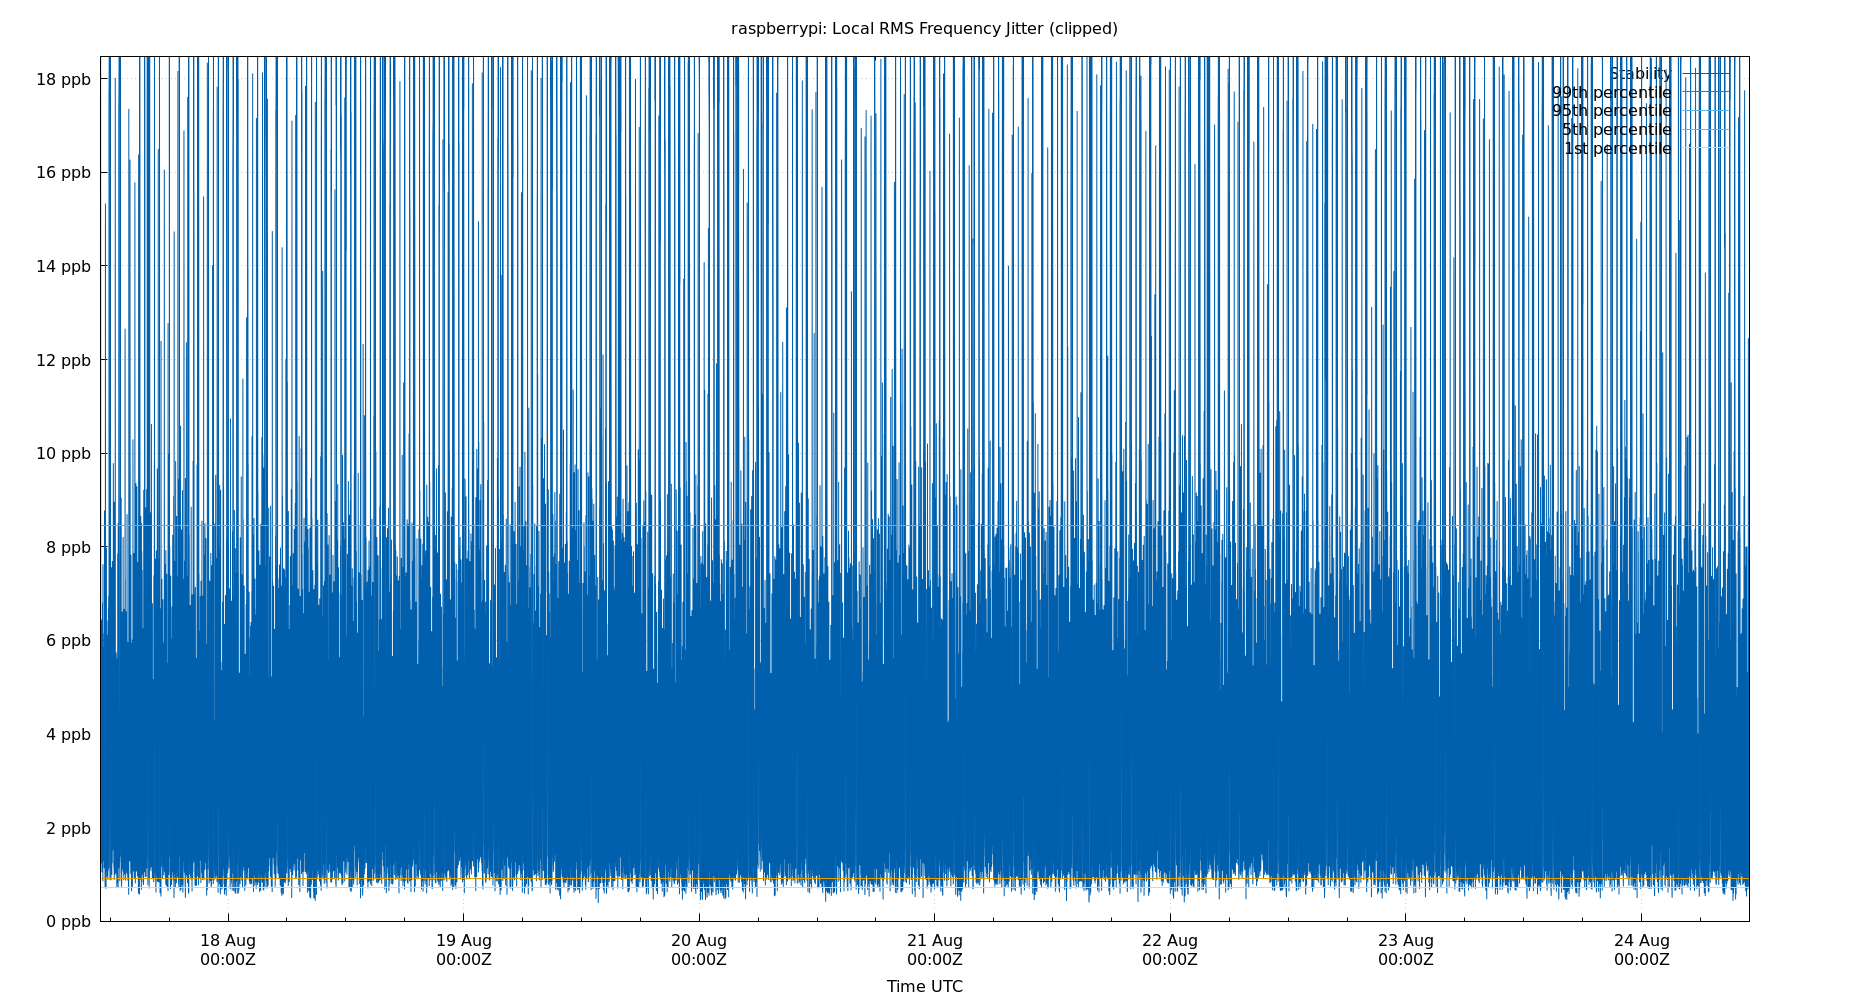 raspberrypi: Local RMS Frequency Jitter (clipped)
18 ppb
16 ppb
14 ppb
12 ppb
10 ppb
8 ppb
6 ppb
4 ppb
2 ppb
0 ppb
Stability
99th percentile
95th percentile
5th percentile
1st percentile
18 Aug
00:00Z
19 Aug
00:00Z
20 Aug
00:00Z
21 Aug
00:00Z
22 Aug
00:00Z
23 Aug
00:00Z
24 Aug
00:00Z
Time UTC